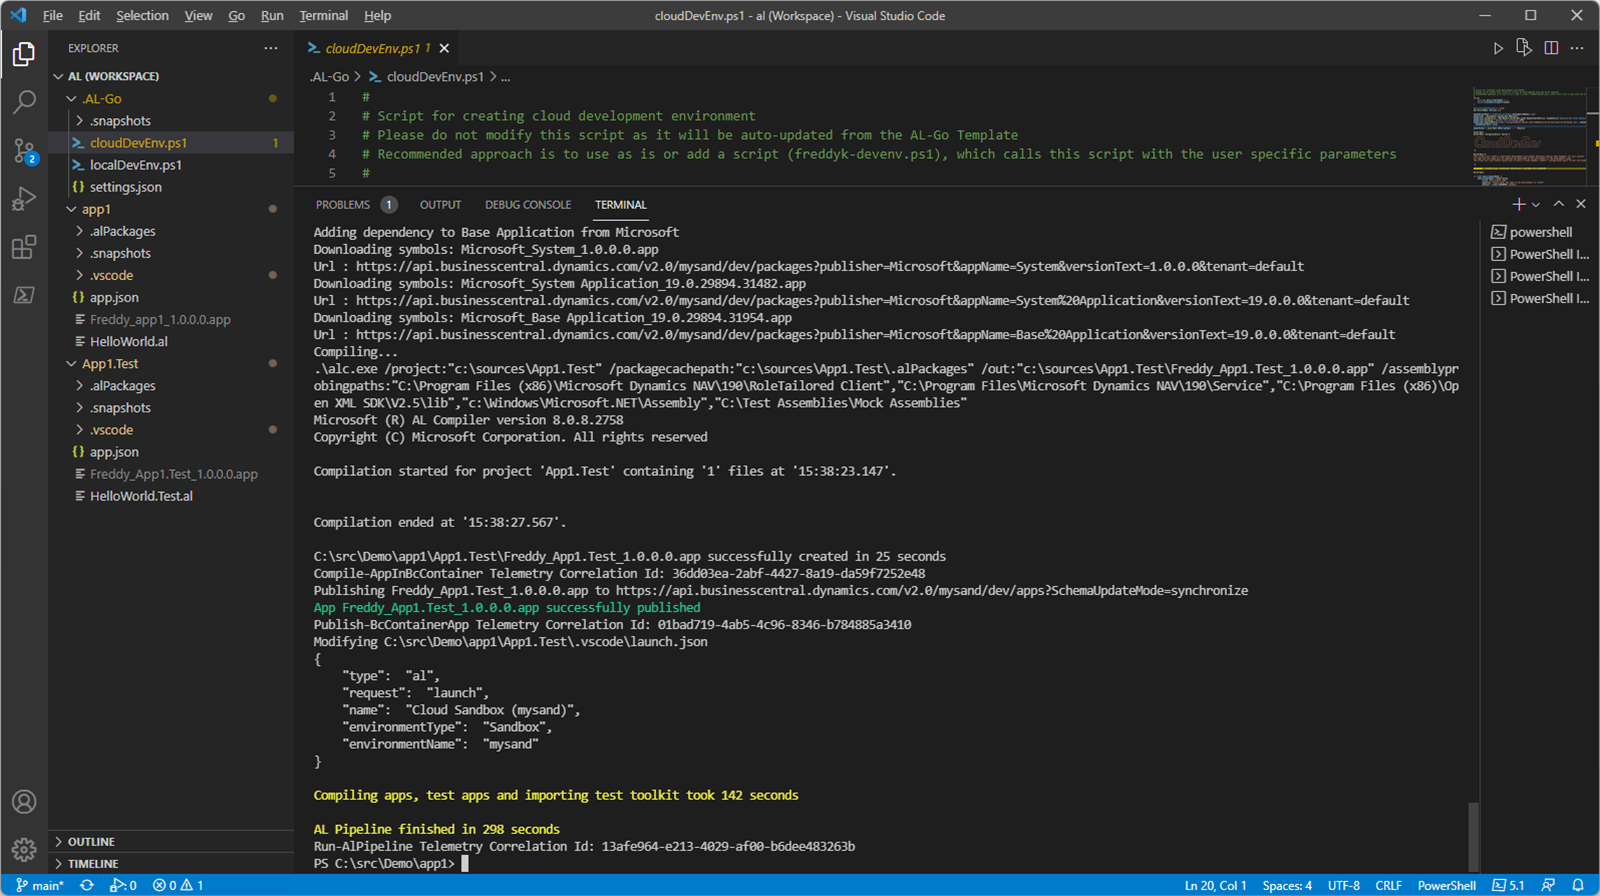 File Edit Selection View Go Run Terminal Help
cloudDevEnv.ps1 - al (Workspace) - Visual Studio Code
EXPLORER
AL (WORKSPACE)
.AL-Go
.snapshots
cloudDevEnv.ps1 1
localDevEnv.ps1
settings.json
app1
.alPackages
.snapshots
.vscode
app.json
Freddy_app1_1.0.0.0.app
HelloWorld.al
App1.Test
.alPackages
.snapshots
.vscode
app.json
Freddy_App1.Test_1.0.0.0.app
HelloWorld.Test.al
OUTLINE
TIMELINE
2
cloudDevEnv.ps1 1
.AL-Go > cloudDevEnv.ps1 > ...
1 #
2 # Script for creating cloud development environment
3 # Please do not modify this script as it will be auto-updated from the AL-Go Template
4 # Recommended approach is to use as is or add a script (freddyk-devenv.ps1), which calls this script with the user specific parameters
5 #
PROBLEMS 1 OUTPUT DEBUG CONSOLE TERMINAL
Adding dependency to Base Application from Microsoft
Downloading symbols: Microsoft_System_1.0.0.0.app
Url : https://api.businesscentral.dynamics.com/v2.0/mysand/dev/packages?publisher=Microsoft&appName=System&versionText=1.0.0.0&tenant=default
Downloading symbols: Microsoft_System Application_19.0.29894.31482.app
Url : https://api.businesscentral.dynamics.com/v2.0/mysand/dev/packages?publisher=Microsoft&appName=System%20Application&versionText=19.0.0.0&tenant=default
Downloading symbols: Microsoft_Base Application_19.0.29894.31954.app
Url : https://api.businesscentral.dynamics.com/v2.0/mysand/dev/packages?publisher=Microsoft&appName=Base%20Application&versionText=19.0.0.0&tenant=default
Compiling...
.\alc.exe /project:"c:\sources\App1.Test" /packagecachepath:"c:\sources\App1.Test\.alPackages" /out:"c:\sources\App1.Test\Freddy_App1.Test_1.0.0.0.app" /assemblypr
obingpaths:"C:\Program Files (x86)\Microsoft Dynamics NAV\190\RoleTailored Client","C:\Program Files\Microsoft Dynamics NAV\190\Service","C:\Program Files (x86)\Op
en XML SDK\V2.5\lib","c:\Windows\Microsoft.NET\Assembly","C:\Test Assemblies\Mock Assemblies"
Microsoft (R) AL Compiler version 8.0.8.2758
Copyright (C) Microsoft Corporation. All rights reserved
Compilation started for project 'App1.Test' containing '1' files at '15:38:23.147'.
Compilation ended at '15:38:27.567'.
C:\src\Demo\app1\App1.Test\Freddy_App1.Test_1.0.0.0.app successfully created in 25 seconds
Compile-AppInBcContainer Telemetry Correlation Id: 36dd03ea-2abf-4427-8a19-da59f7252e48
Publishing Freddy_App1.Test_1.0.0.0.app to https://api.businesscentral.dynamics.com/v2.0/mysand/dev/apps?SchemaUpdateMode=synchronize
App Freddy_App1.Test_1.0.0.0.app successfully published
Publish-BcContainerApp Telemetry Correlation Id: 01bad719-4ab5-4c96-8346-b784885a3410
Modifying C:\src\Demo\app1\App1.Test\.vscode\launch.json
{
"type": "al",
"request": "launch",
"name": "Cloud Sandbox (mysand)",
"environmentType": "Sandbox",
"environmentName": "mysand"
}
Compiling apps, test apps and importing test toolkit took 142 seconds
AL Pipeline finished in 298 seconds
Run-AlPipeline Telemetry Correlation Id: 13afe964-e213-4029-af00-b6dee483263b
PS C:\src\Demo\app1>
powershell
PowerShell I...
PowerShell I...
PowerShell I...
main* 0 0 1
Ln 20, Col 1 Spaces: 4 UTF-8 CRLF PowerShell 5.1